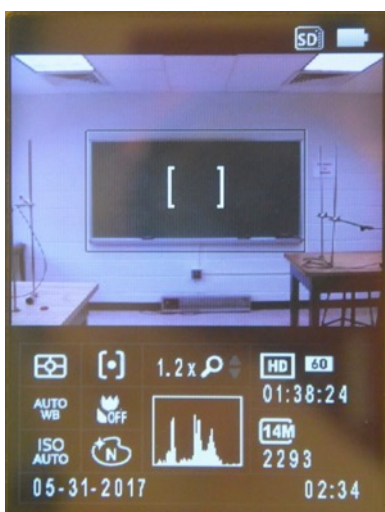 SD
1.2x
HD 60
01:38:24
AUTO
WB
OFF
14M
ISO
AUTO
N
2293
05-31-2017
02:34